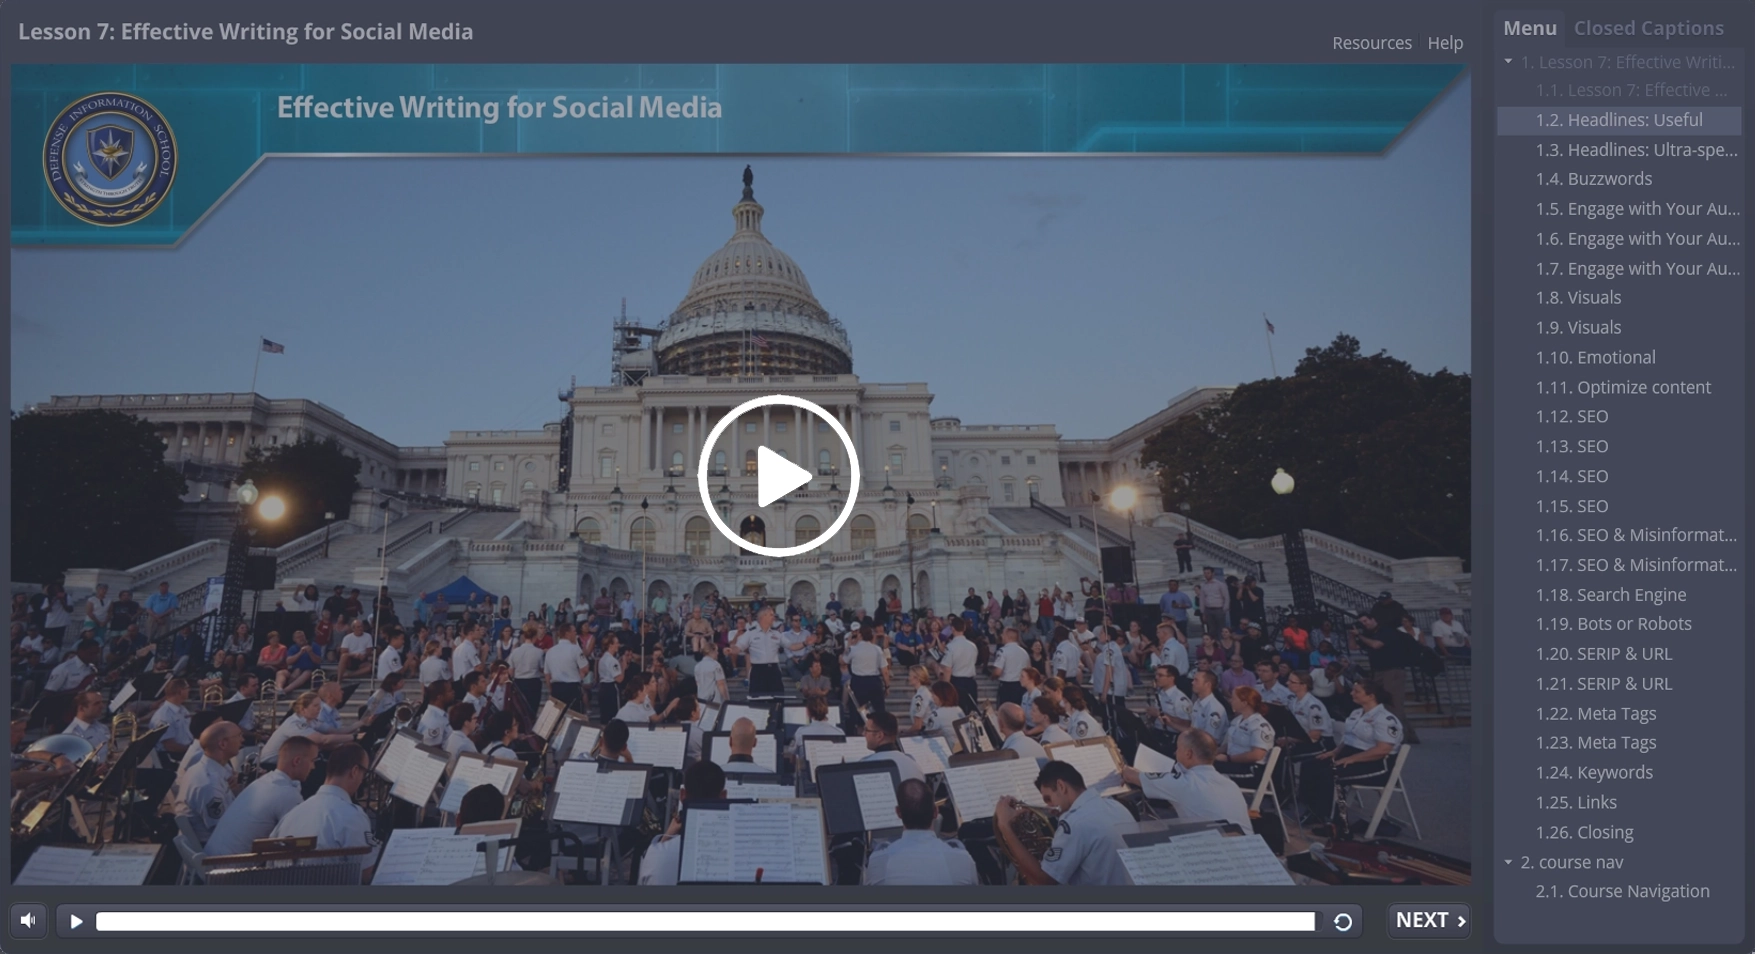 Lesson 7: Effective Writing for Social Media
Resources
Help
Effective Writing for Social Media
DEFENSE INFORMATION SCHOOL
NEXT
Menu
Closed Captions
1. Lesson 7: Effective Writi...
1.1. Lesson 7: Effective ...
1.2. Headlines: Useful
1.3. Headlines: Ultra-spe...
1.4. Buzzwords
1.5. Engage with Your Au...
1.6. Engage with Your Au...
1.7. Engage with Your Au...
1.8. Visuals
1.9. Visuals
1.10. Emotional
1.11. Optimize content
1.12. SEO
1.13. SEO
1.14. SEO
1.15. SEO
1.16. SEO & Misinformat...
1.17. SEO & Misinformat...
1.18. Search Engine
1.19. Bots or Robots
1.20. SERIP & URL
1.21. SERIP & URL
1.22. Meta Tags
1.23. Meta Tags
1.24. Keywords
1.25. Links
1.26. Closing
2. course nav
2.1. Course Navigation